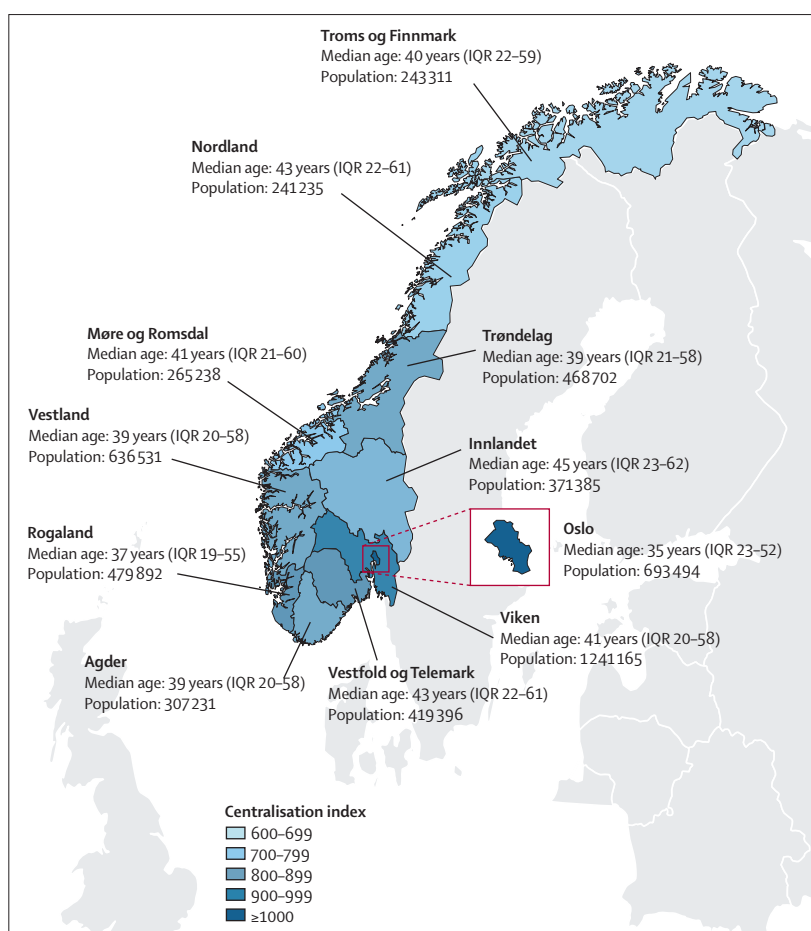 Troms og Finnmark
Median age: 40 years (IQR 22–59)
Population: 243 311
Nordland
Median age: 43 years (IQR 22–61)
Population: 241 235
Møre og Romsdal
Median age: 41 years (IQR 21–60)
Population: 265 238
Trøndelag
Median age: 39 years (IQR 21–58)
Population: 468 702
Vestland
Median age: 39 years (IQR 20–58)
Population: 636 531
Innlandet
Median age: 45 years (IQR 23–62)
Population: 371 385
Rogaland
Median age: 37 years (IQR 19–55)
Population: 479 892
Oslo
Median age: 35 years (IQR 23–52)
Population: 693 494
Viken
Median age: 41 years (IQR 20–58)
Population: 1 241 165
Agder
Median age: 39 years (IQR 20–58)
Population: 307 231
Vestfold og Telemark
Median age: 43 years (IQR 22–61)
Population: 419 396
Centralisation index
600–699
700–799
800–899
900–999
≥1000